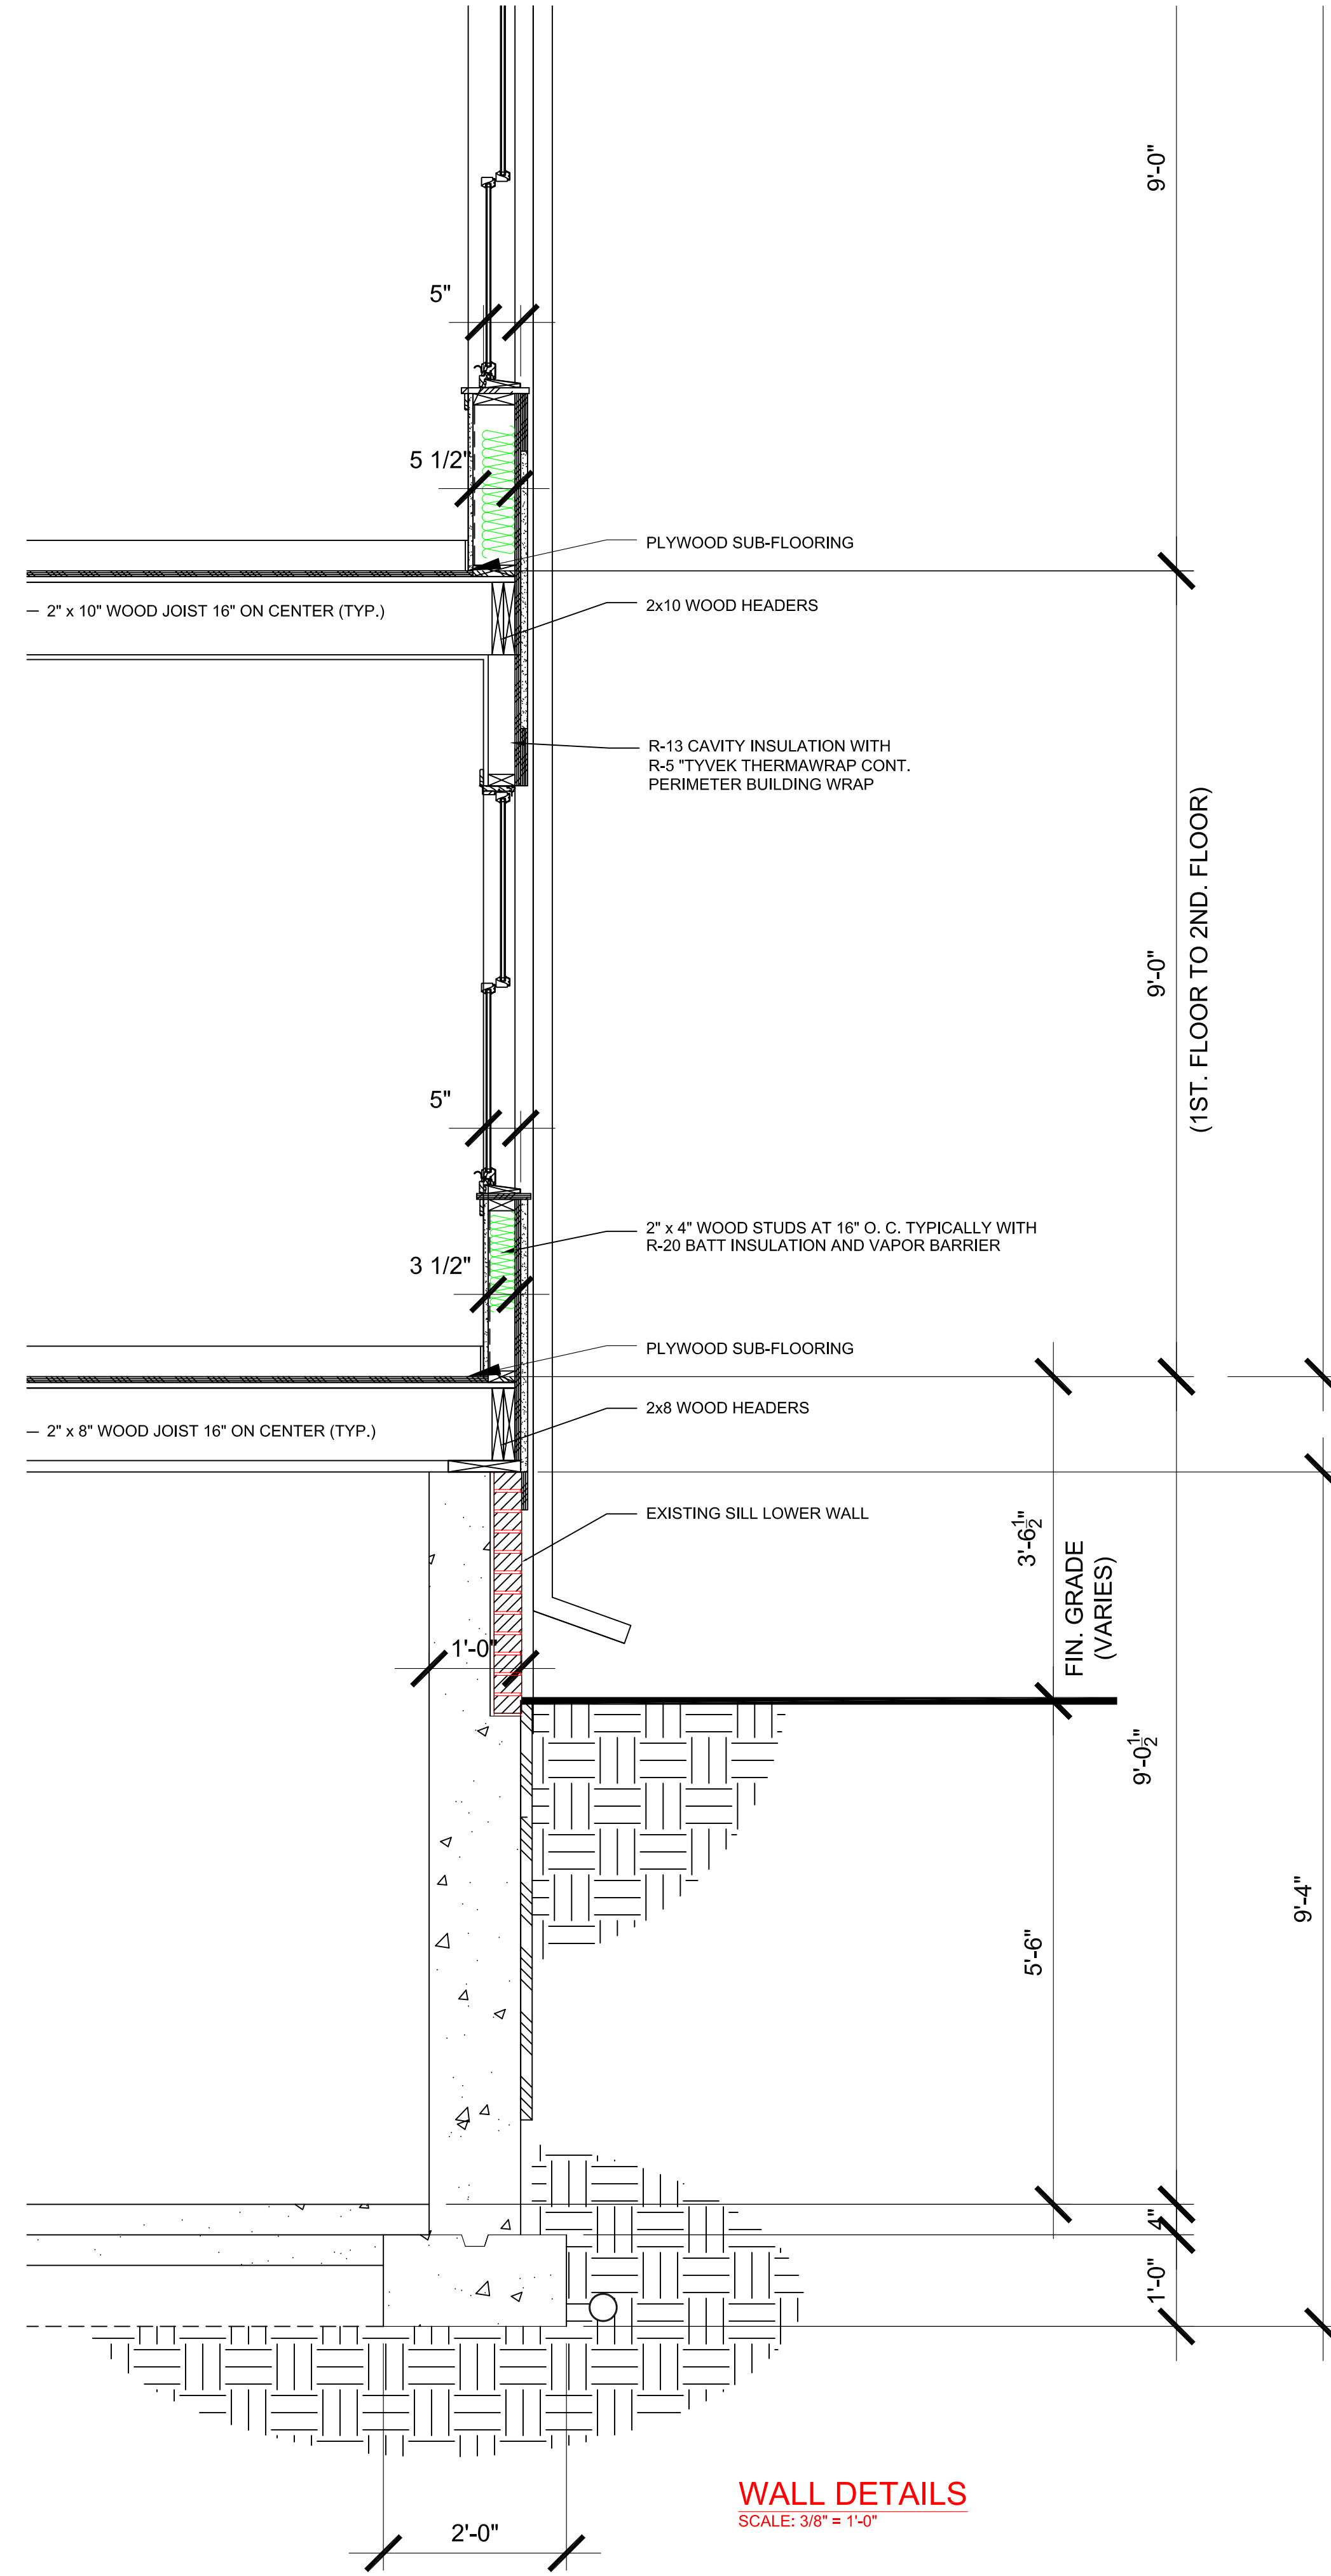 9'-0"
5"
5 1/2"
PLYWOOD SUB-FLOORING
2" x 10" WOOD JOIST 16" ON CENTER (TYP.)
2x10 WOOD HEADERS
R-13 CAVITY INSULATION WITH
R-5 "TYVEK THERMAWRAP CONT.
PERIMETER BUILDING WRAP
9'-0"
(1ST. FLOOR TO 2ND. FLOOR)
5"
2" x 4" WOOD STUDS AT 16" O. C. TYPICALLY WITH
R-20 BATT INSULATION AND VAPOR BARRIER
3 1/2"
PLYWOOD SUB-FLOORING
2x8 WOOD HEADERS
2" x 8" WOOD JOIST 16" ON CENTER (TYP.)
EXISTING SILL LOWER WALL
3'-6 1/2"
FIN. GRADE
(VARIES)
1'-0"
9'-0 1/2"
9'-4"
5'-6"
4"
1'-0"
WALL DETAILS
SCALE: 3/8" = 1'-0"
2'-0"